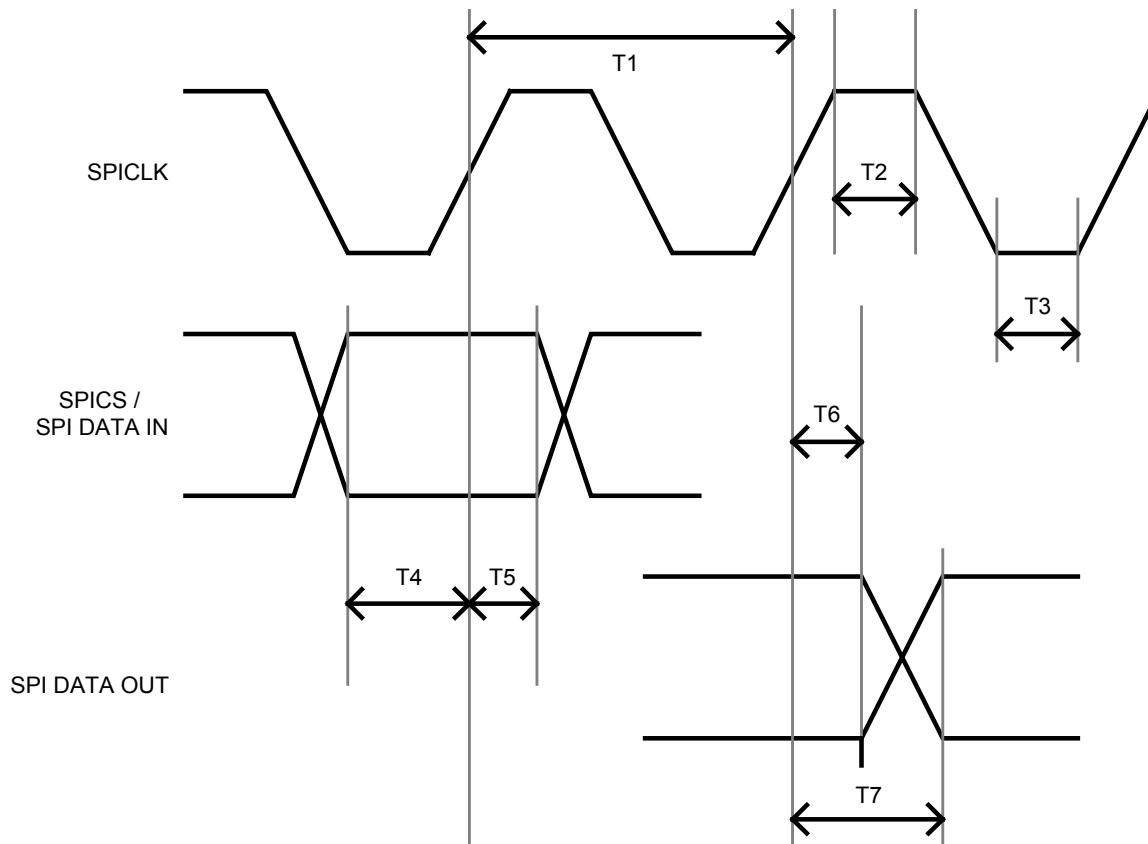 T1
SPICLK
T2
T3
SPICS /
SPI DATA IN
T6
T4
T5
SPI DATA OUT
T7